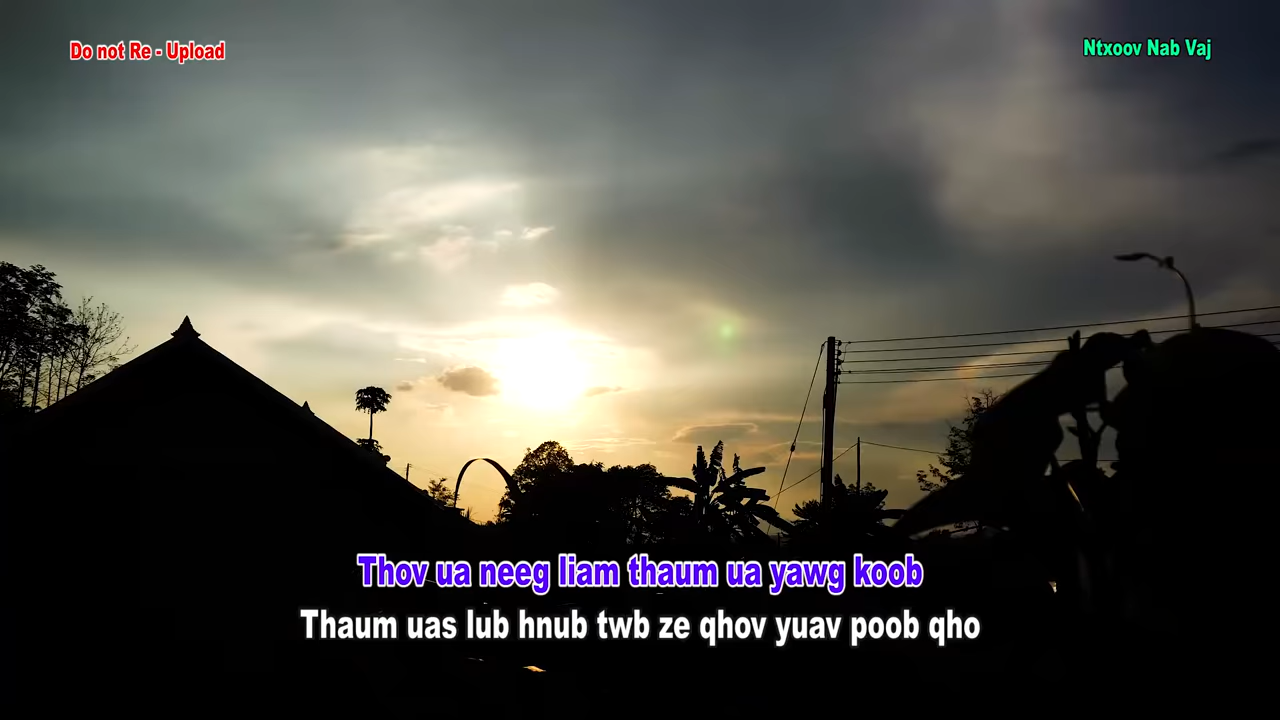 Do not Re - Upload
Ntxoov Nab Vaj
Thov ua neeg liam thaum ua yawg koob
Thaum uas lub hnub twb ze qhov yuav poob qho